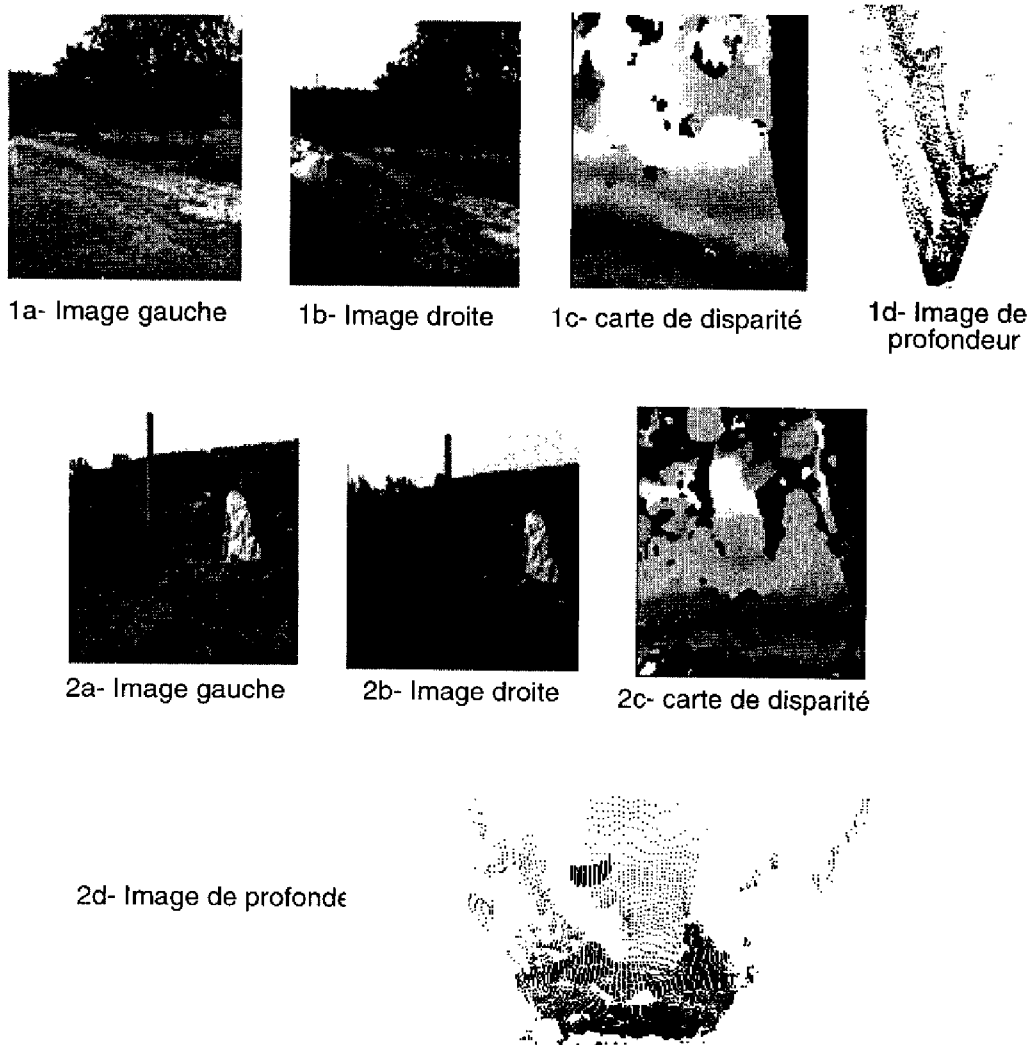 1a- Image gauche
1b- Image droite
1c- carte de disparité
1d- Image de
profondeur
2a- Image gauche
2b- Image droite
2c- carte de disparité
2d- Image de profonde